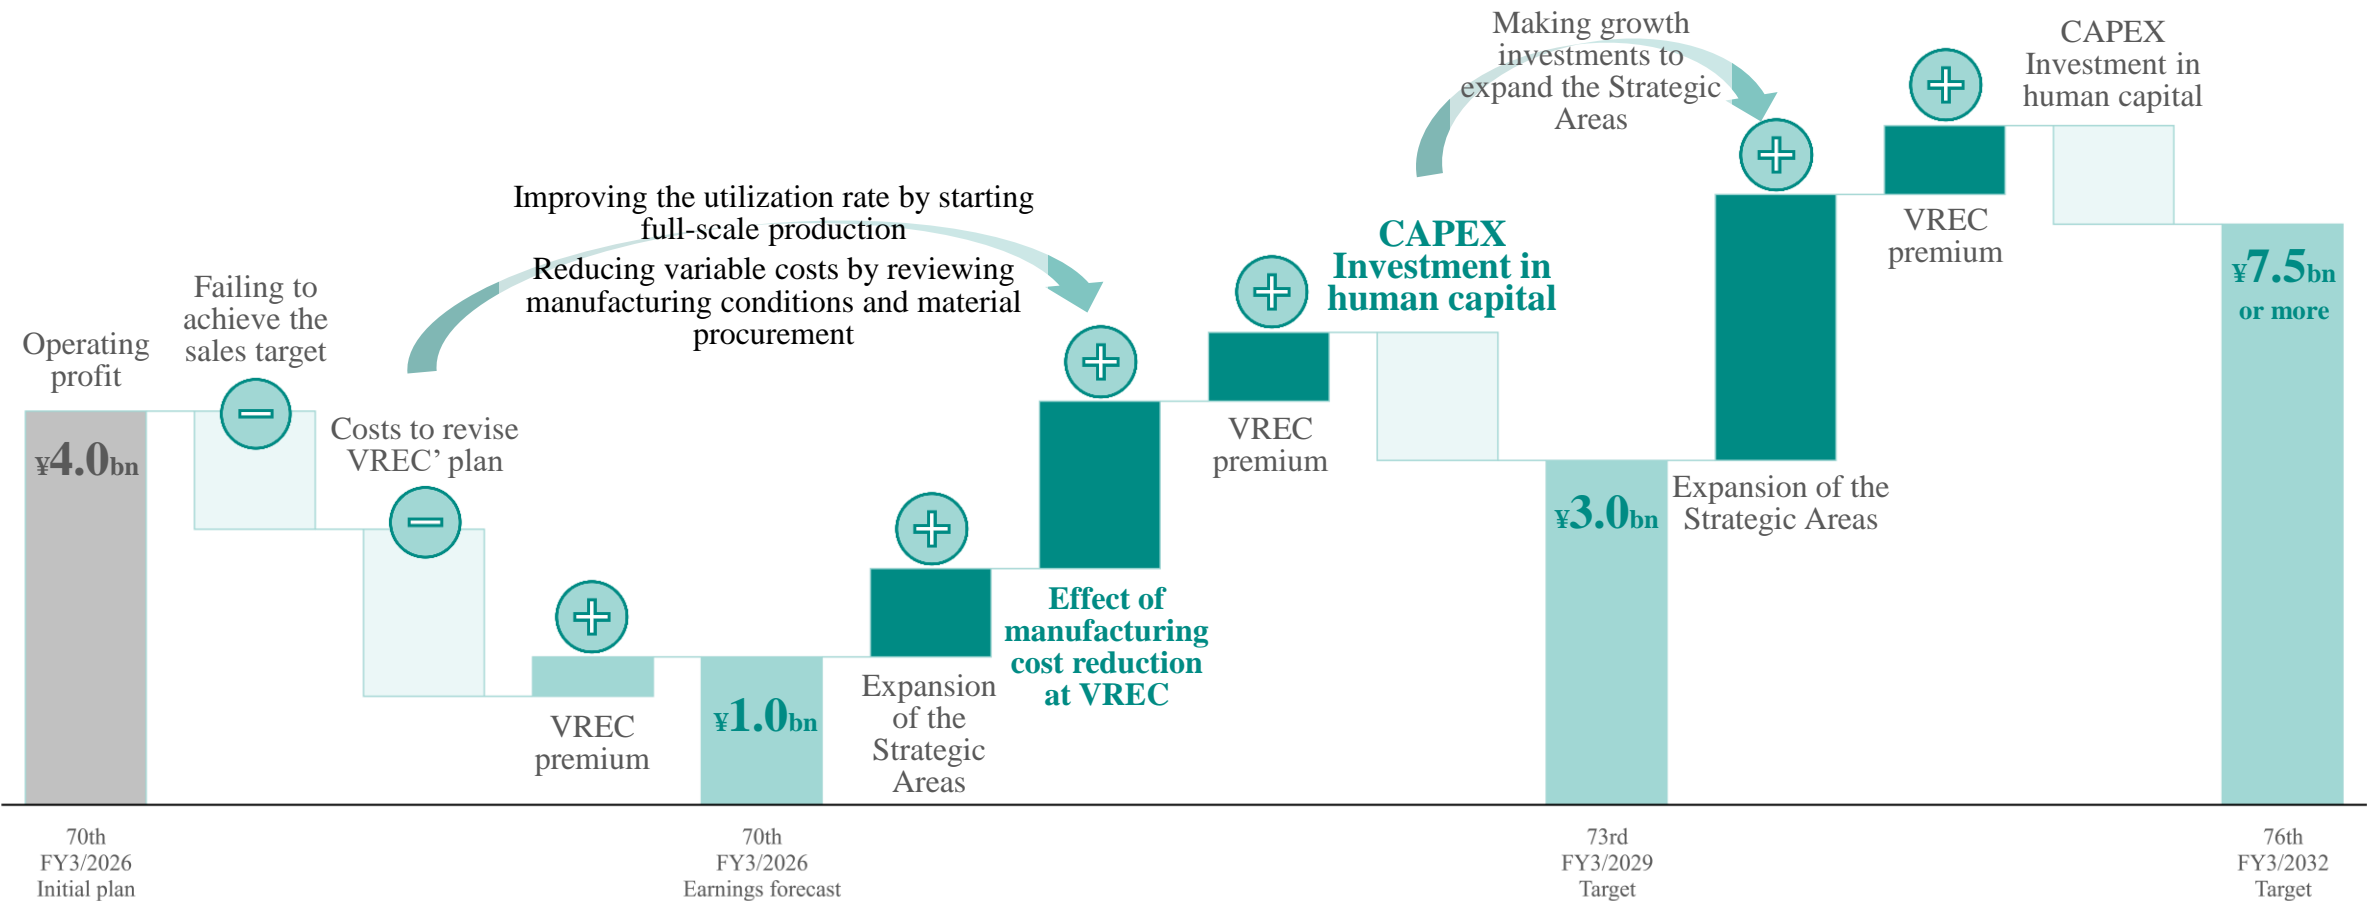 Operating
profit
¥4.0bn
Failing to
achieve the
sales target
Costs to revise
VREC’ plan
Improving the utilization rate by starting
full-scale production
Reducing variable costs by reviewing
manufacturing conditions and material
procurement
VREC
premium
¥1.0bn
Expansion
of the
Strategic
Areas
Effect of
manufacturing
cost reduction
at VREC
VREC
premium
CAPEX
Investment in
human capital
Making growth
investments to
expand the Strategic
Areas
¥3.0bn
Expansion of the
Strategic Areas
VREC
premium
CAPEX
Investment in
human capital
¥7.5bn
or more
70th
FY3/2026
Initial plan
70th
FY3/2026
Earnings forecast
73rd
FY3/2029
Target
76th
FY3/2032
Target